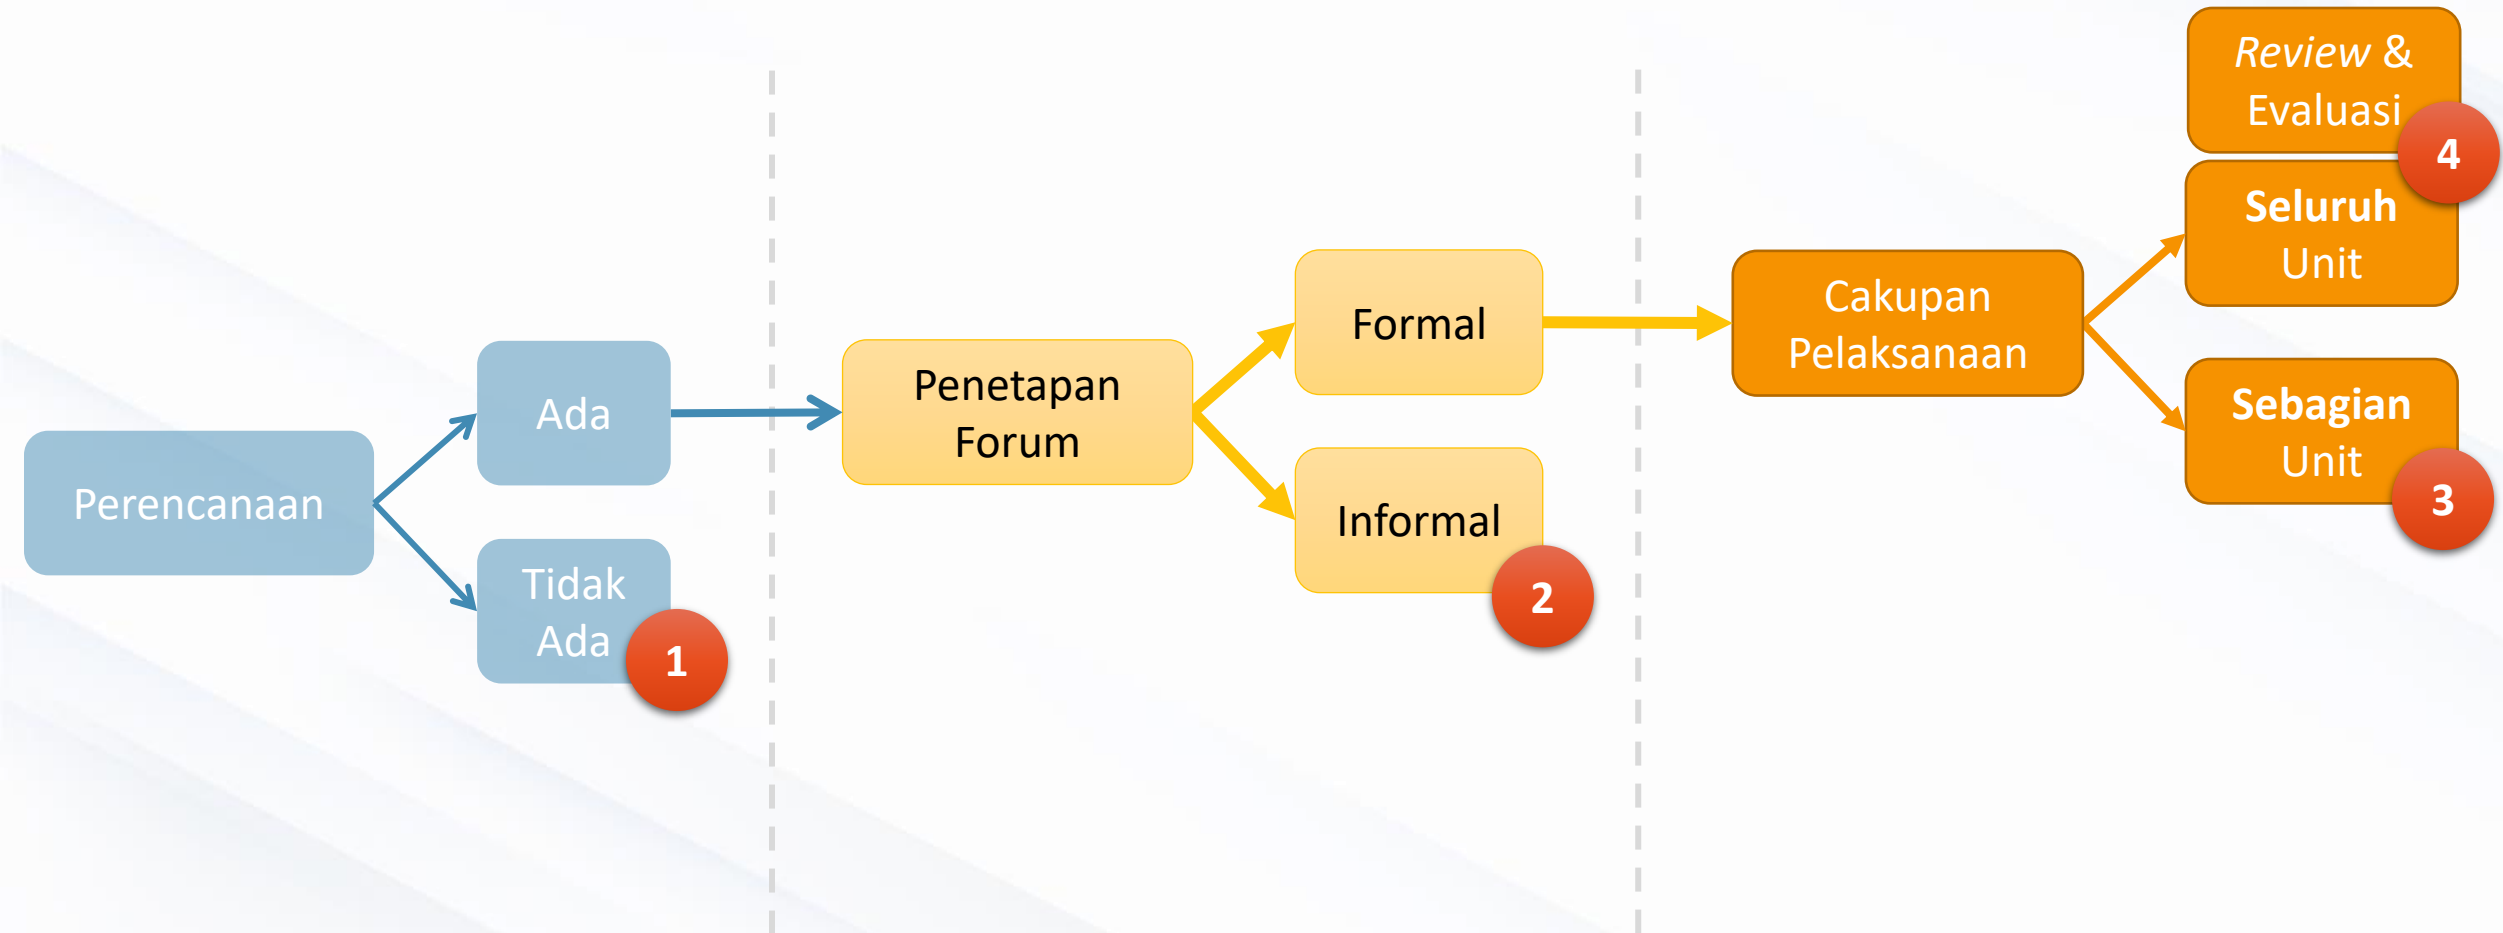 Perencanaan
Ada
Tidak
Ada
1
Penetapan
Forum
Formal
Informal
2
Cakupan
Pelaksanaan
Review &
Evaluasi
4
Seluruh
Unit
Sebagian
Unit
3